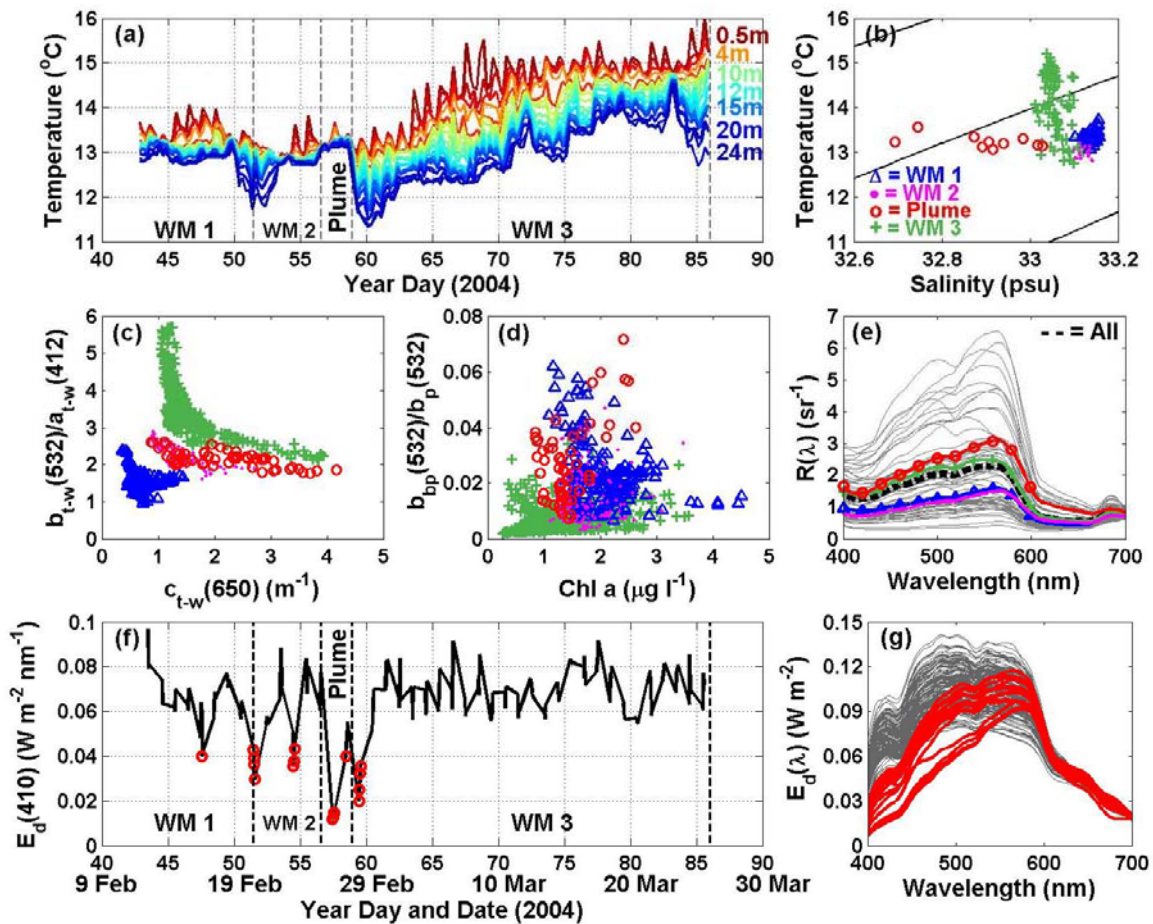 (a)
16
15
14
13
12
11
Temperature (°C)
0.5m
4m
10m
12m
15m
20m
24m
WM 1
WM 2
Plume
WM 3
40 45 50 55 60 65 70 75 80 85 90
Year Day (2004)
(b)
16
15
14
13
12
11
Temperature (°C)
Δ = WM 1
• = WM 2
o = Plume
+ = WM 3
32.6 32.8 33 33.2
Salinity (psu)
(c)
6
5
4
3
2
1
0
b_t-w(532)/a_t-w(412)
0 1 2 3 4 5
c_t-w(650) (m⁻¹)
(d)
0.08
0.06
0.04
0.02
0
b_bp(532)/b_p(532)
0 1 2 3 4 5
Chl a (μg l⁻¹)
(e)
--- = All
7
6
5
4
3
2
1
0
R(λ) (sr⁻¹)
400 500 600 700
Wavelength (nm)
(f)
0.1
0.08
0.06
0.04
0.02
0
E_d(410) (W m⁻² nm⁻¹)
Plume
WM 1
WM 2
WM 3
40 45 50 55 60 65 70 75 80 85 90
9 Feb 19 Feb 29 Feb 10 Mar 20 Mar 30 Mar
Year Day and Date (2004)
(g)
0.15
0.12
0.09
0.06
0.03
0
E_d(λ) (W m⁻²)
400 500 600 700
Wavelength (nm)